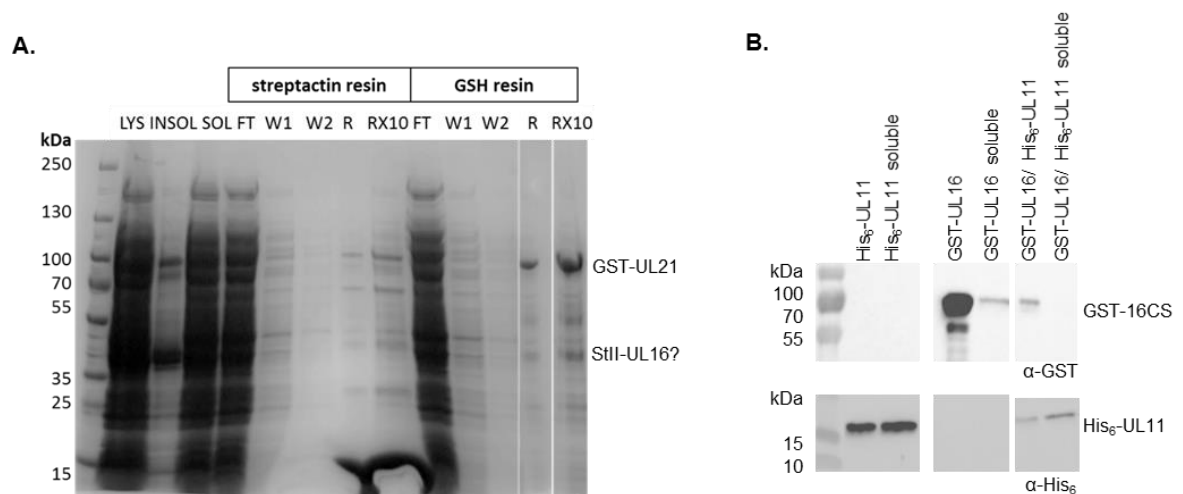 A.
streptactin resin GSH resin
LYS INSOL SOL FT W1 W2 R RX10 FT W1 W2 R RX10
kDa
250
130
100
70
55
35
25
15
GST-UL21
StII-UL16?
B.
His₆-UL11
His₆-UL11 soluble
GST-UL16
GST-UL16 soluble
GST-UL16/ His₆-UL11
GST-UL16/ His₆-UL11 soluble
kDa
100
70
55
GST-16CS
α-GST
kDa
15
10
His₆-UL11
α-His₆